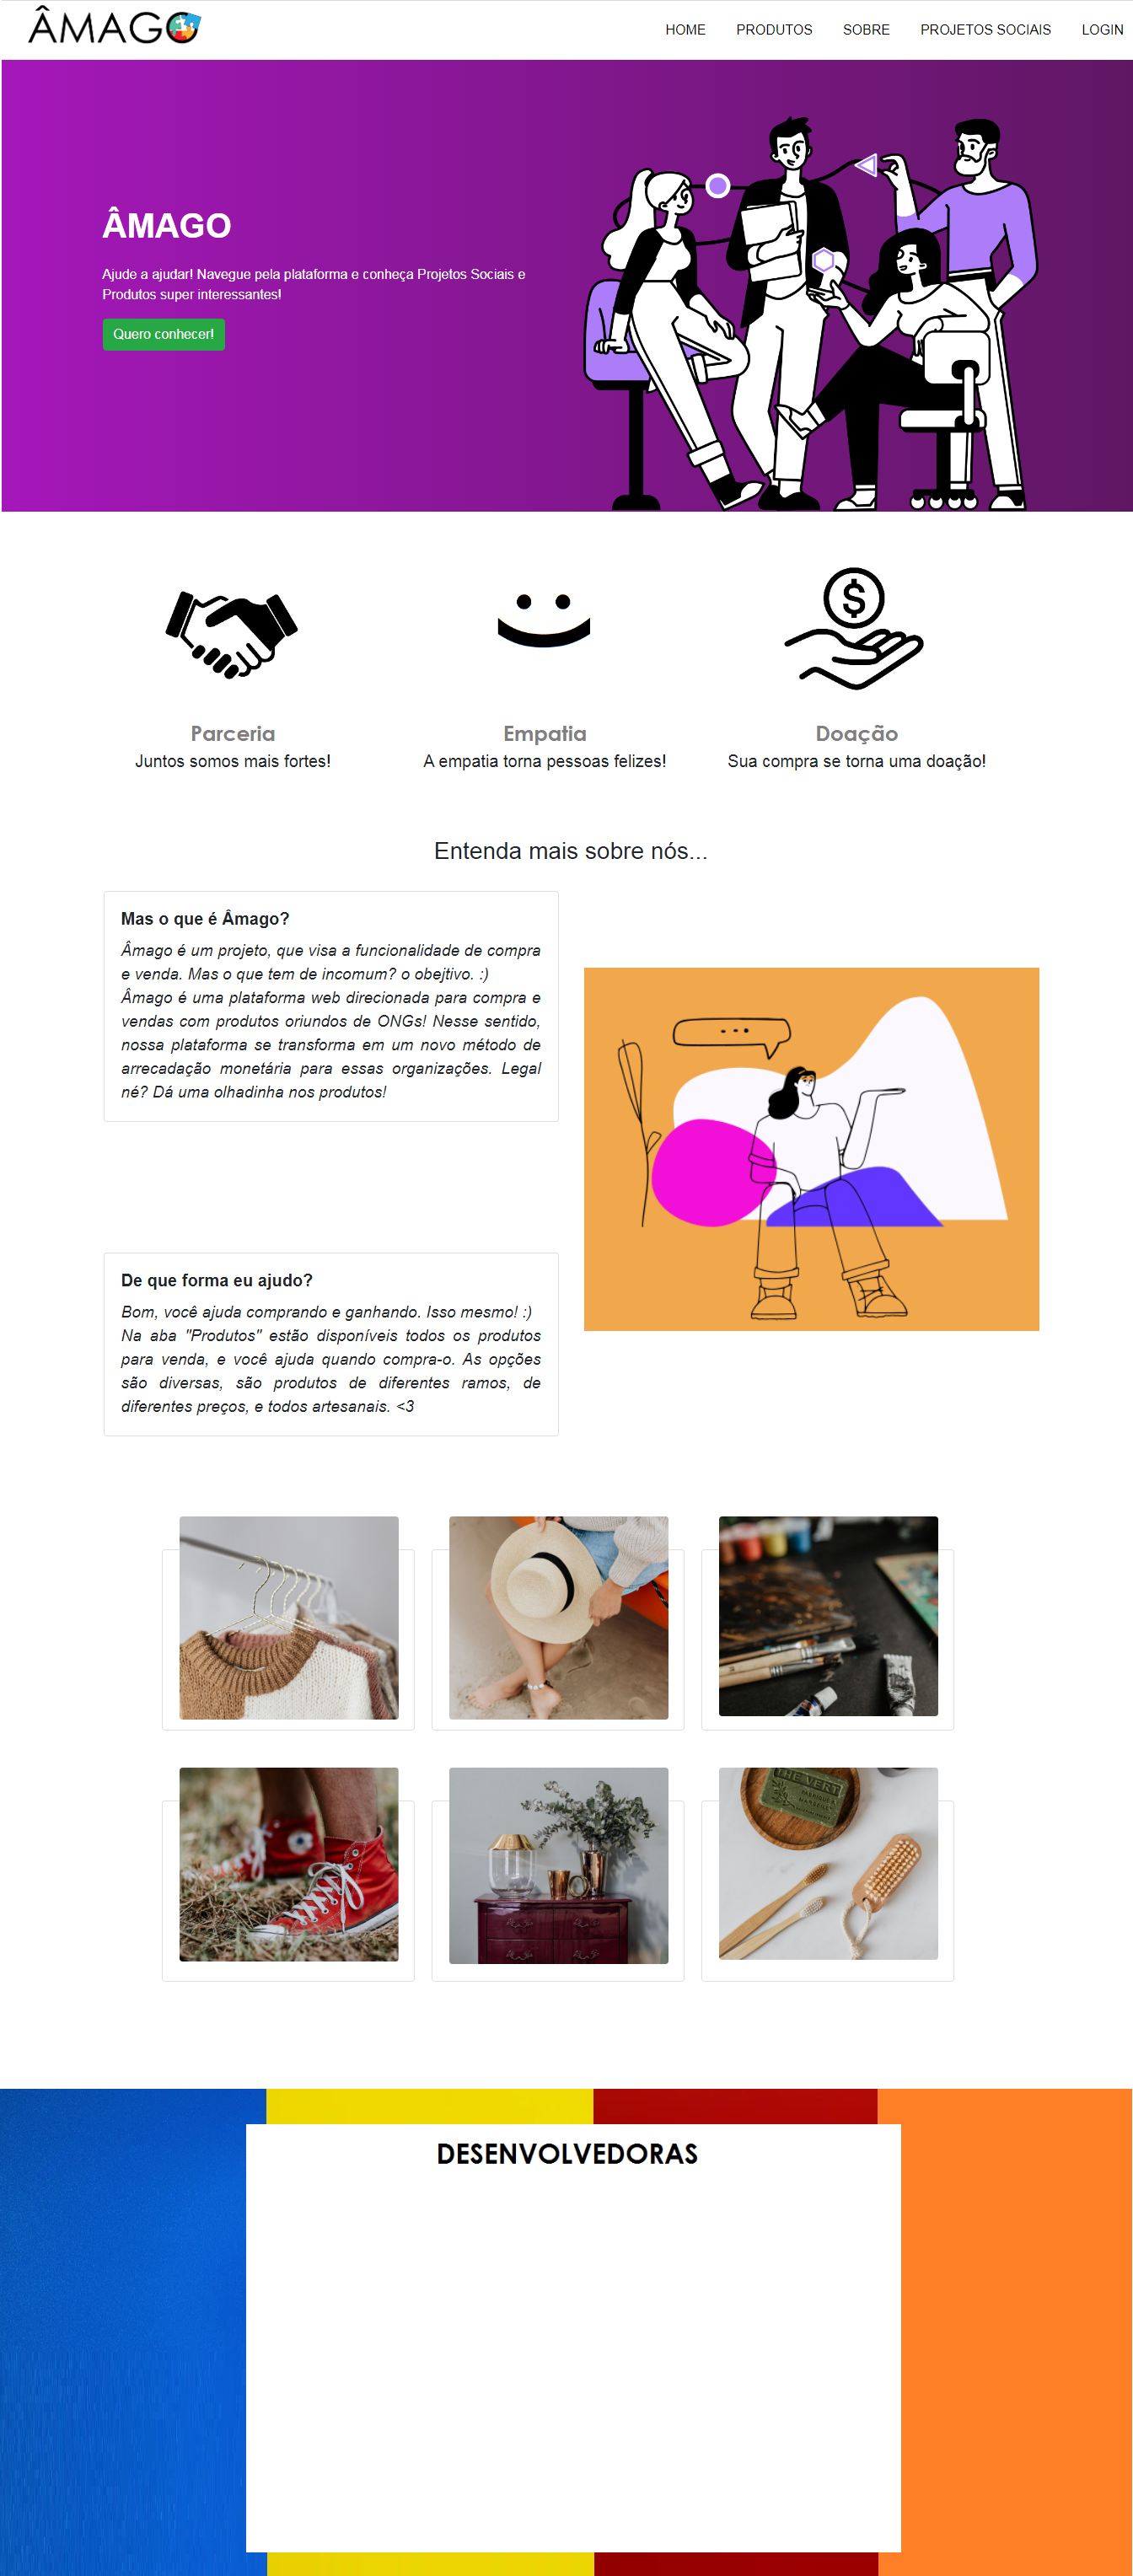 ÂMAGO
HOME PRODUTOS SOBRE PROJETOS SOCIAIS LOGIN
ÂMAGO
Ajude a ajudar! Navegue pela plataforma e conheça Projetos Sociais e
Produtos super interessantes!
Quero conhecer!
$
Parceria
Juntos somos mais fortes!
Empatia
A empatia torna pessoas felizes!
Doação
Sua compra se torna uma doação!
Entenda mais sobre nós...
Mas o que é Âmago?
Âmago é um projeto, que visa a funcionalidade de compra
e venda. Mas o que tem de incomum? o obejtivo. :)
Âmago é uma plataforma web direcionada para compra e
vendas com produtos oriundos de ONGs! Nesse sentido,
nossa plataforma se transforma em um novo método de
arrecadação monetária para essas organizações. Legal
né? Dá uma olhadinha nos produtos!
...
De que forma eu ajudo?
Bom, você ajuda comprando e ganhando. Isso mesmo! :)
Na aba "Produtos" estão disponíveis todos os produtos
para venda, e você ajuda quando compra-o. As opções
são diversas, são produtos de diferentes ramos, de
diferentes preços, e todos artesanais. <3
THE VERT
DESENVOLVEDORAS